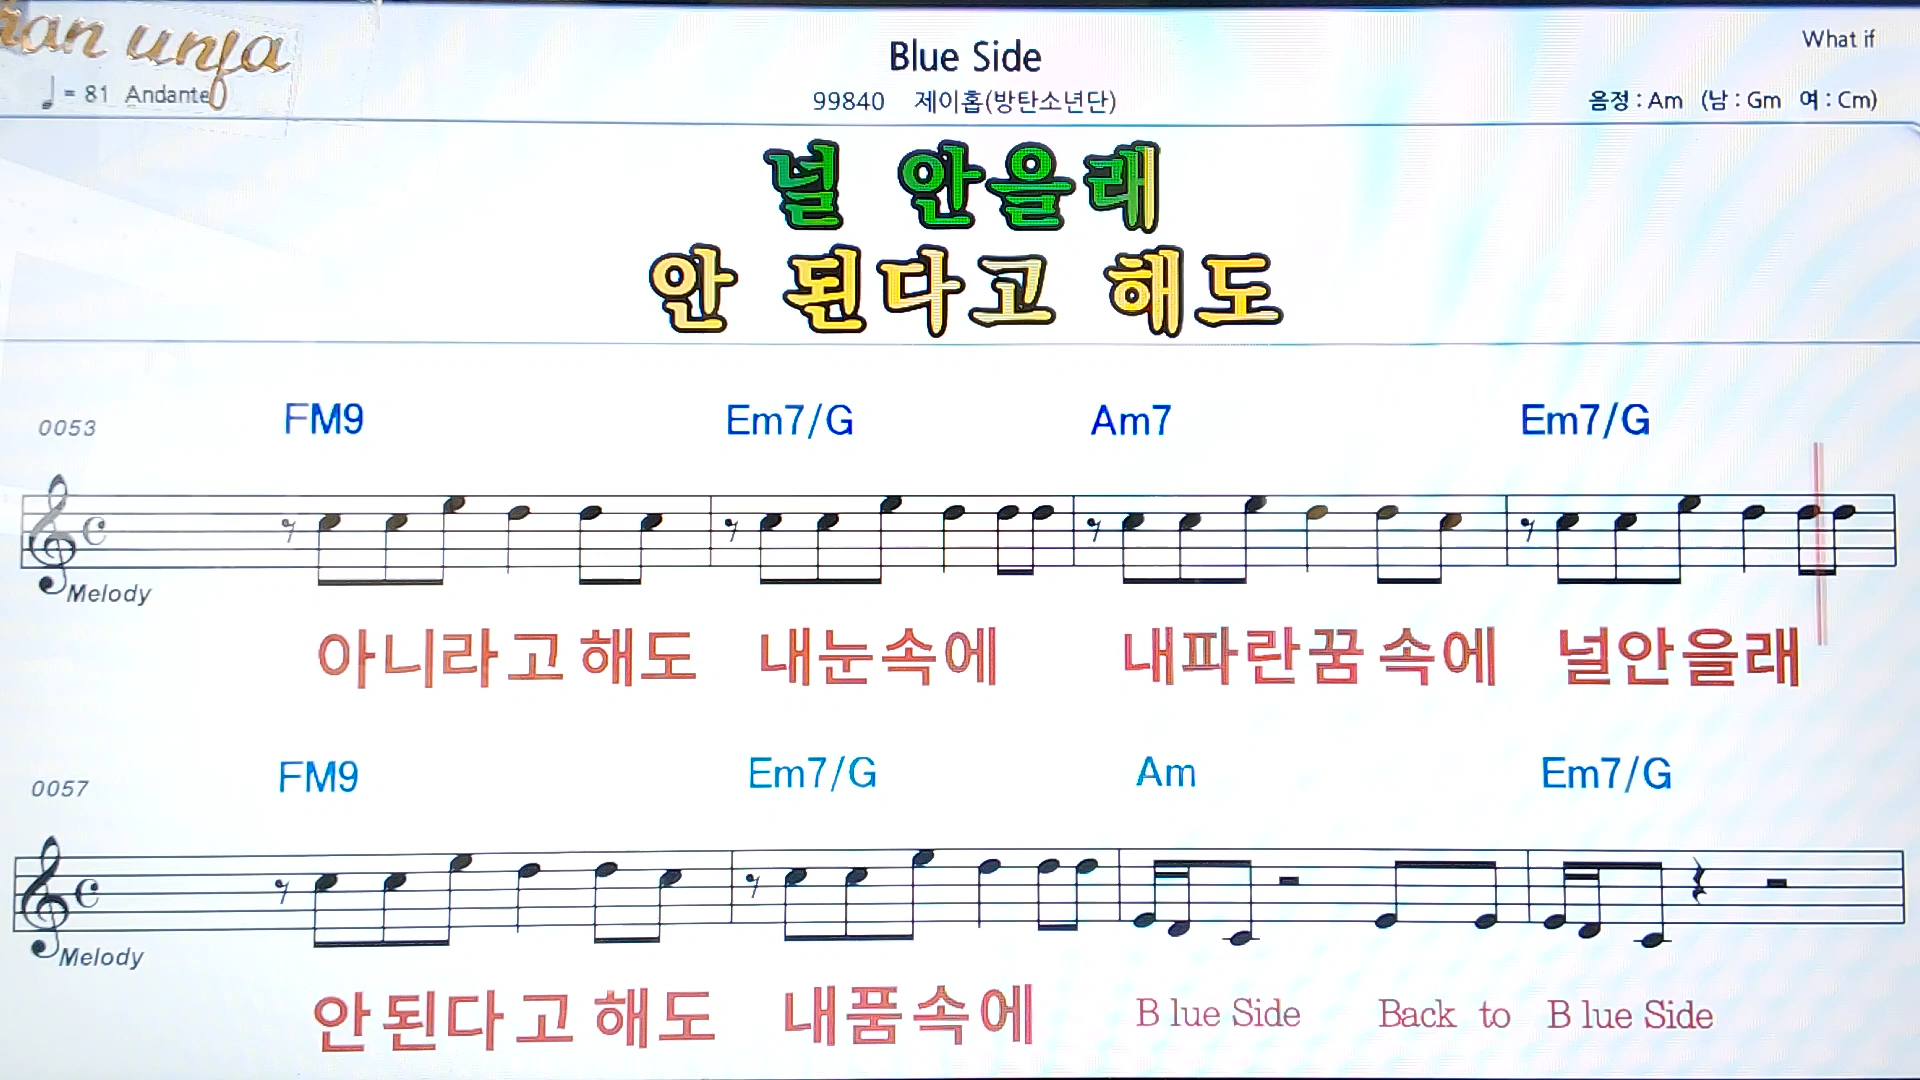 Blue Side
What if
= 81 Andante
99840 제이홉(방탄소년단)
음정 : Am (남 : Gm 여 : Cm)
널 안을래
안 된다고 해도
0053 FM9 Em7/G Am7 Em7/G
Melody
아니라고 해도 내눈속에 내파란꿈 속에 널안을래
0057 FM9 Em7/G Am Em7/G
Melody
안된다고 해도 내품속에 Blue Side Back to Blue Side